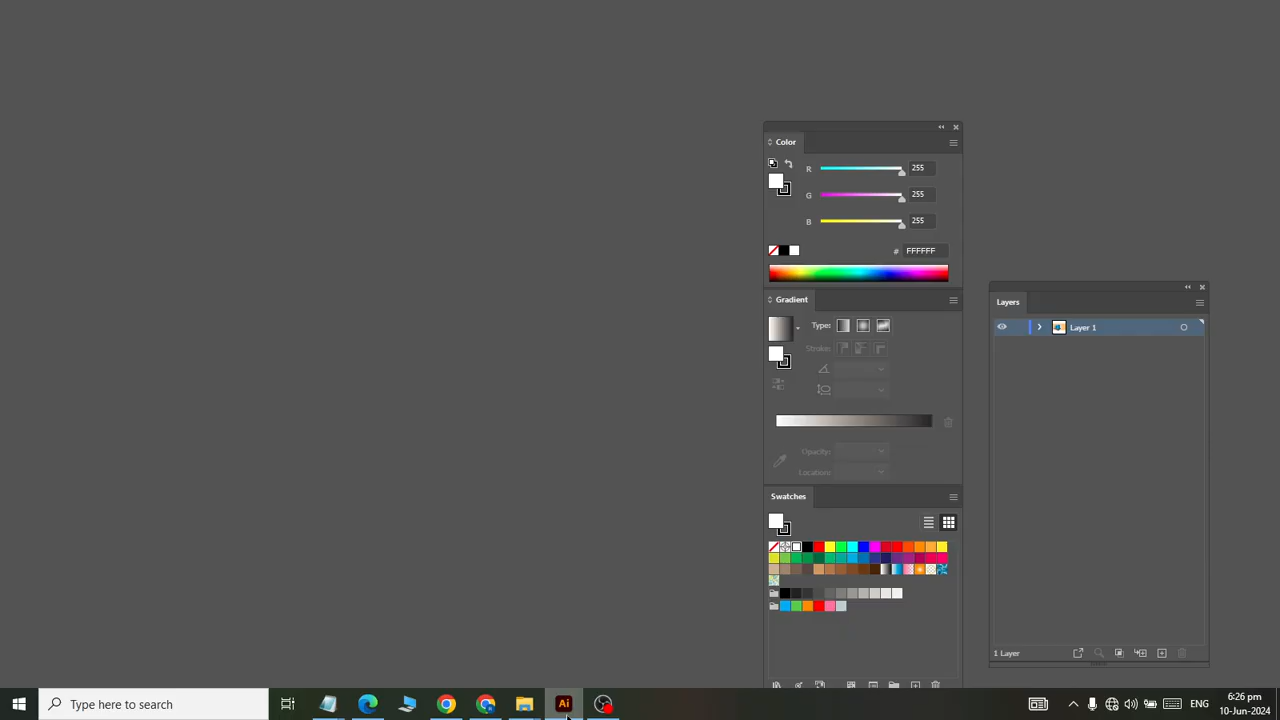 Color
R 255
G 255
B 255
# FFFFFF
Gradient
Type:
Stroke:
Opacity:
Location:
Swatches
Layers
Layer 1
1 Layer
Type here to search
Ai
ENG
6:26 pm
10-Jun-2024